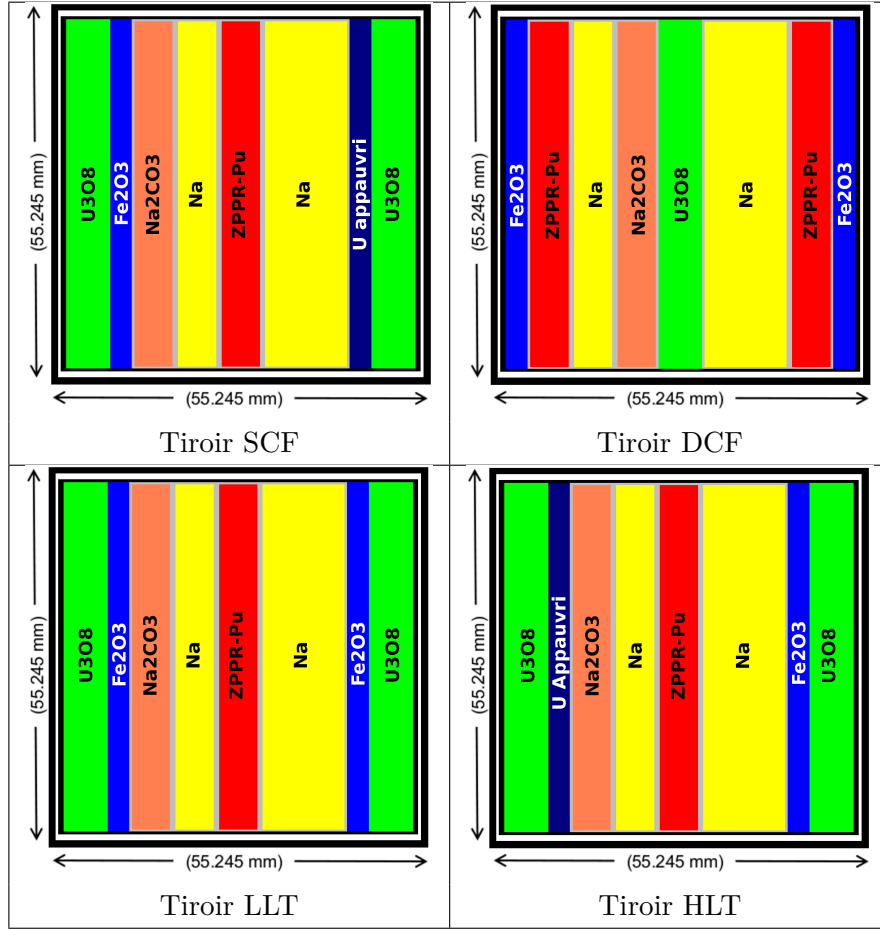 (55.245 mm)
U3O8
Fe2O3
Na2CO3
Na
ZPPR-Pu
Na
U appauvri
U3O8
(55.245 mm)
Tiroir SCF
(55.245 mm)
Fe2O3
ZPPR-Pu
Na
Na2CO3
U3O8
Na
ZPPR-Pu
Fe2O3
(55.245 mm)
Tiroir DCF
(55.245 mm)
U3O8
Fe2O3
Na2CO3
Na
ZPPR-Pu
Na
Fe2O3
U3O8
(55.245 mm)
Tiroir LLT
(55.245 mm)
U3O8
U Appauvri
Na2CO3
Na
ZPPR-Pu
Na
Fe2O3
U3O8
(55.245 mm)
Tiroir HLT